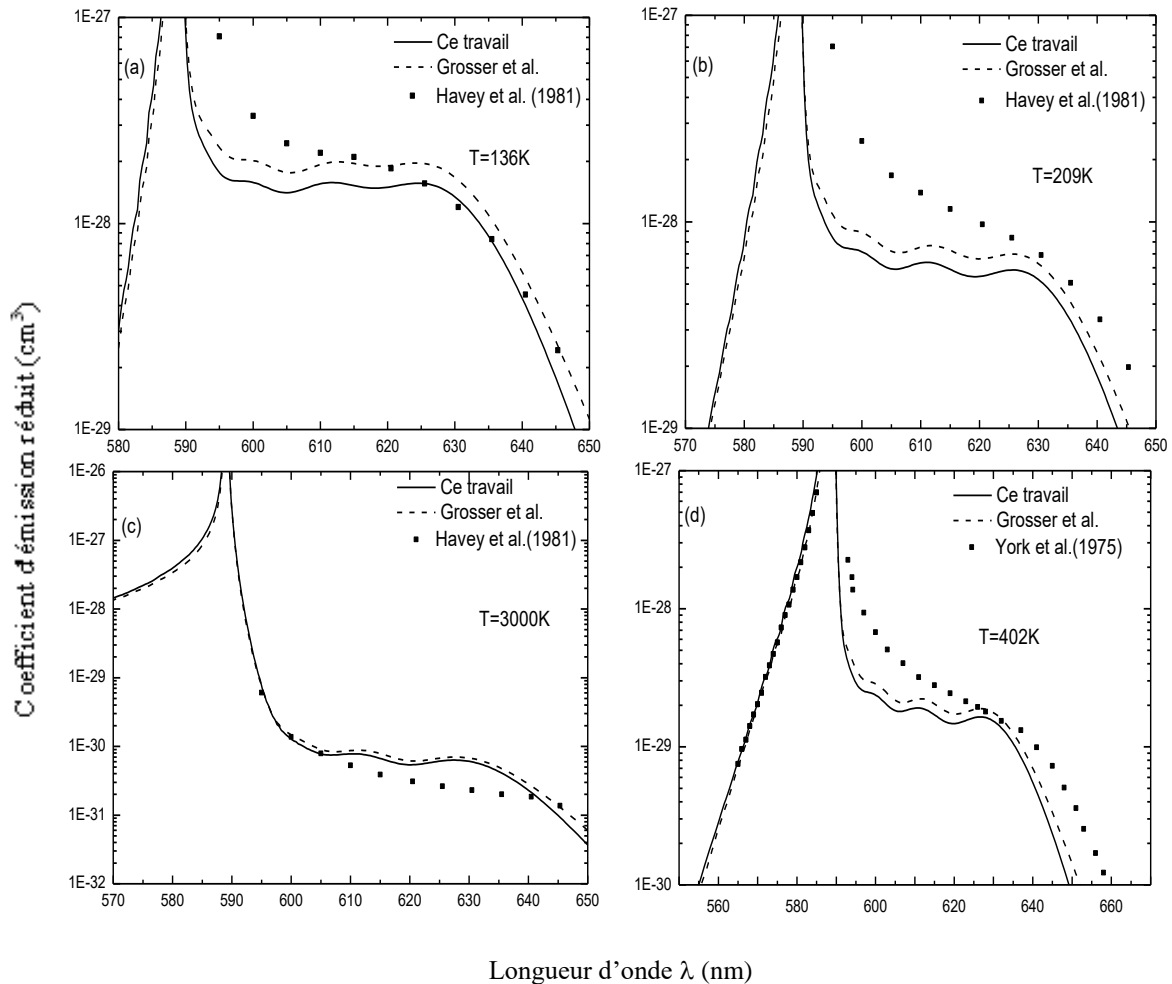 Coefficient d'émission réduit (cm³)
1E-27
1E-28
1E-29
(a)
Ce travail
Grosser et al.
Havey et al.(1981)
T=136K
580 590 600 610 620 630 640 650
1E-27
1E-28
1E-29
(b)
Ce travail
Grosser et al.
Havey et al.(1981)
T=209K
570 580 590 600 610 620 630 640 650
1E-26
1E-27
1E-28
1E-29
1E-30
1E-31
1E-32
(c)
Ce travail
Grosser et al.
Havey et al.(1981)
T=3000K
570 580 590 600 610 620 630 640 650
1E-27
1E-28
1E-29
1E-30
(d)
Ce travail
Grosser et al.
York et al.(1975)
T=402K
560 580 600 620 640 660
Longueur d'onde λ (nm)